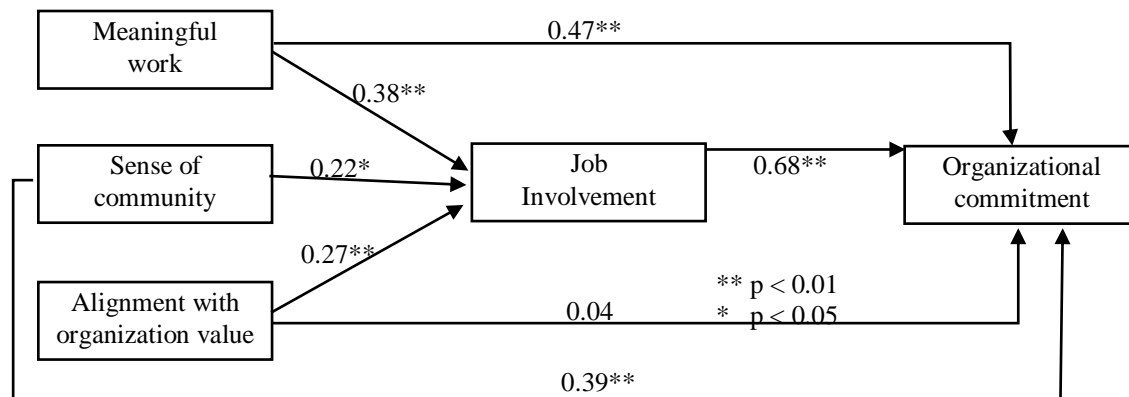 Meaningful
work
0.47**
0.38**
Sense of
community
0.22*
Job
Involvement
0.68**
Organizational
commitment
0.27**
Alignment with
organization value
0.04
** p < 0.01
* p < 0.05
0.39**